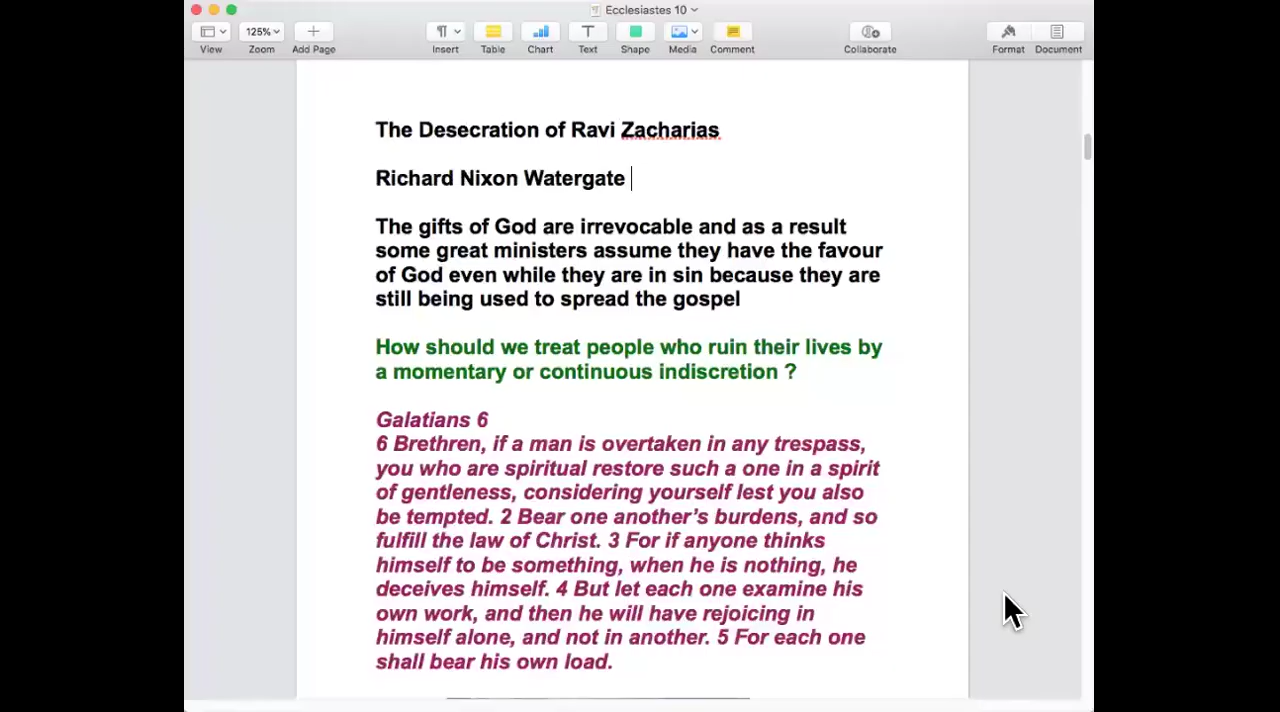 Ecclesiastes 10
125%
View
Zoom
Add Page
Insert
Table
Chart
Text
Shape
Media
Comment
Collaborate
Format
Document
The Desecration of Ravi Zacharias
Richard Nixon Watergate
The gifts of God are irrevocable and as a result
some great ministers assume they have the favour
of God even while they are in sin because they are
still being used to spread the gospel
How should we treat people who ruin their lives by
a momentary or continuous indiscretion ?
Galatians 6
6 Brethren, if a man is overtaken in any trespass,
you who are spiritual restore such a one in a spirit
of gentleness, considering yourself lest you also
be tempted. 2 Bear one another’s burdens, and so
fulfill the law of Christ. 3 For if anyone thinks
himself to be something, when he is nothing, he
deceives himself. 4 But let each one examine his
own work, and then he will have rejoicing in
himself alone, and not in another. 5 For each one
shall bear his own load.